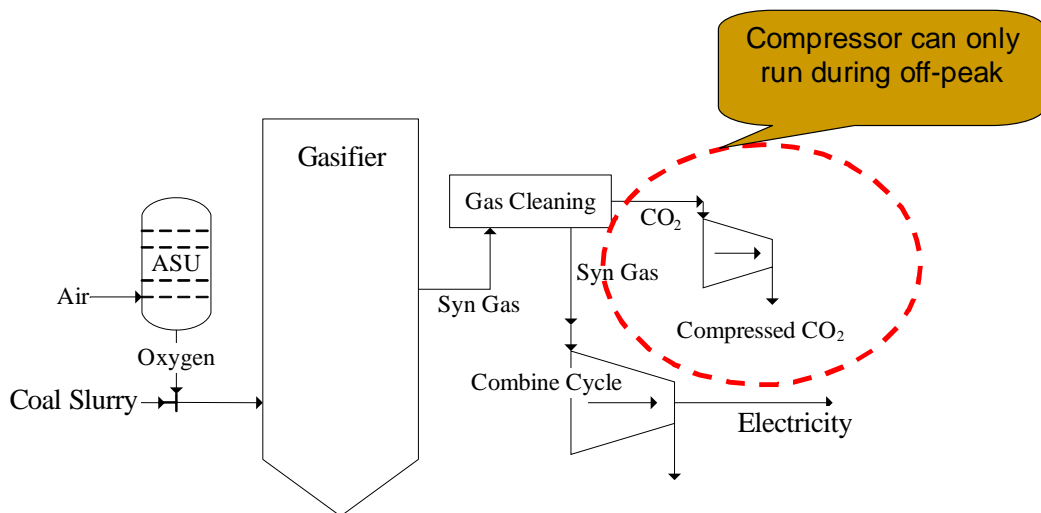 Compressor can only
run during off-peak
Gasifier
Gas Cleaning
CO₂
ASU
Syn Gas
Air
Syn Gas
Compressed CO₂
Oxygen
Combine Cycle
Coal Slurry
Electricity